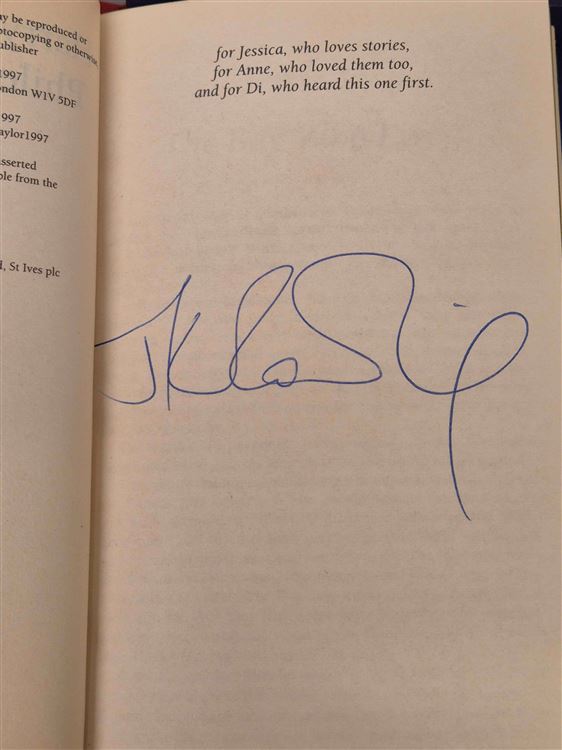 ay be reproduced or
otocopying or otherwise
ublisher
1997
ondon W1V 5DF
997
aylor1997
sserted
ble from the
, St Ives plc
for Jessica, who loves stories,
for Anne, who loved them too,
and for Di, who heard this one first.